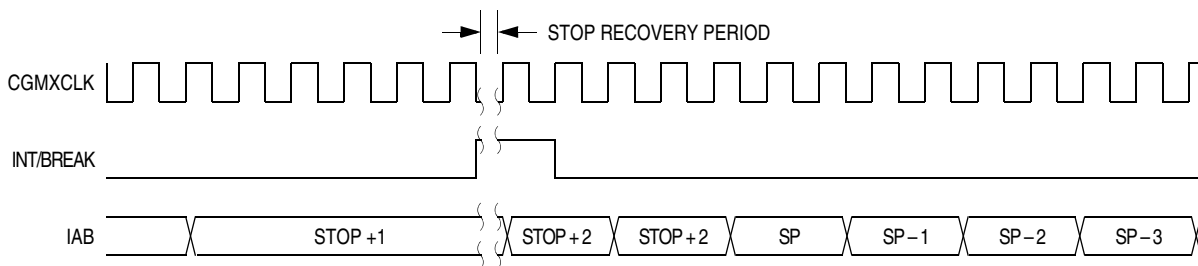 STOP RECOVERY PERIOD
CGMXCLK
INT/BREAK
IAB STOP +1 STOP + 2 STOP + 2 SP SP – 1 SP – 2 SP – 3